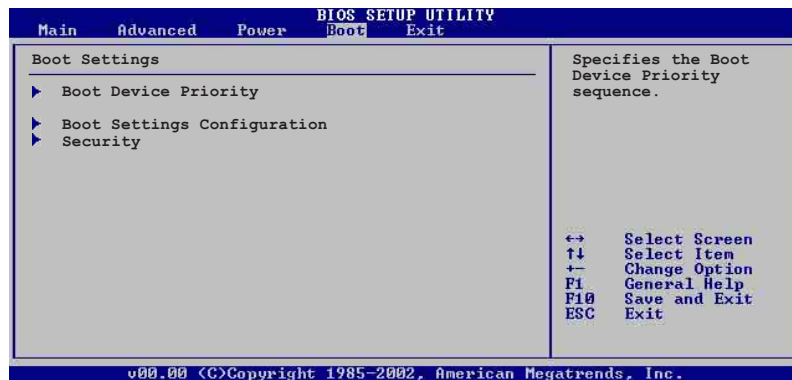 BIOS SETUP UTILITY
Main Advanced Power Boot Exit
Boot Settings
Boot Device Priority
Boot Settings Configuration
Security
Specifies the Boot
Device Priority
sequence.
↔ Select Screen
↑↓ Select Item
+- Change Option
F1 General Help
F10 Save and Exit
ESC Exit
v00.00 (C)Copyright 1985-2002, American Megatrends, Inc.